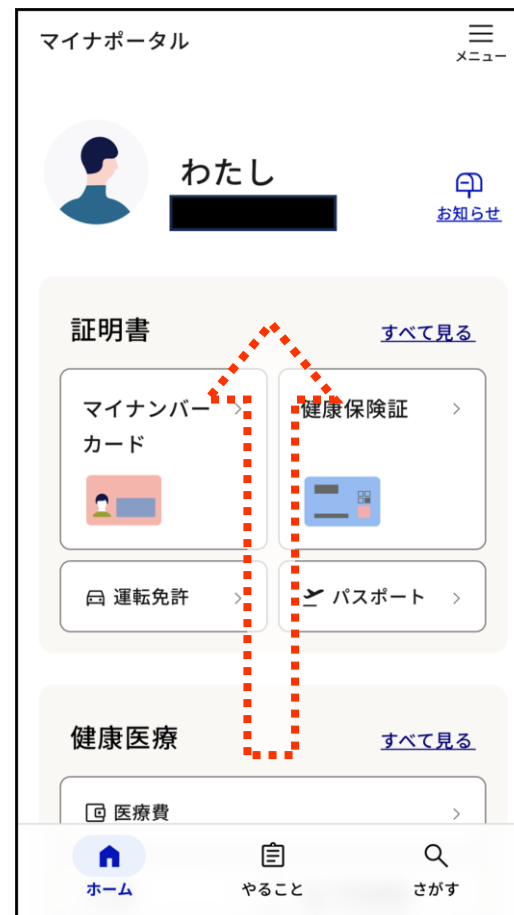 マイナポータル
メニュー
わたし
お知らせ
証明書
すべて見る
マイナンバー
カード
健康保険証
運転免許
パスポート
健康医療
すべて見る
医療費
ホーム
やること
さがす